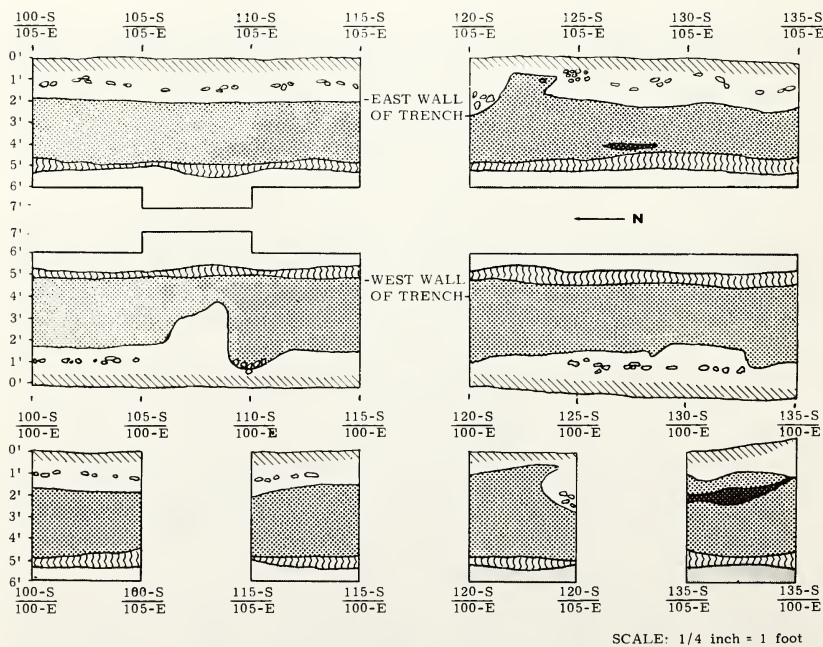 100-S 105-S 110-S 115-S 120-S 125-S 130-S 135-S
105-E 105-E 105-E 105-E 105-E 105-E 105-E 105-E
0'
1'
2'
3'
4'
5'
6'
7'
-EAST WALL
OF TRENCH-
← N
7'
6'
5'
4'
3'
2'
1'
0'
-WEST WALL
OF TRENCH-
100-S 105-S 110-S 115-S 120-S 125-S 130-S 135-S
100-E 100-E 100-E 100-E 100-E 100-E 100-E 100-E
0'
1'
2'
3'
4'
5'
6'
100-S 100-S 115-S 115-S 120-S 120-S 135-S 135-S
100-E 105-E 105-E 100-E 100-E 105-E 105-E 100-E
SCALE: 1/4 inch = 1 foot